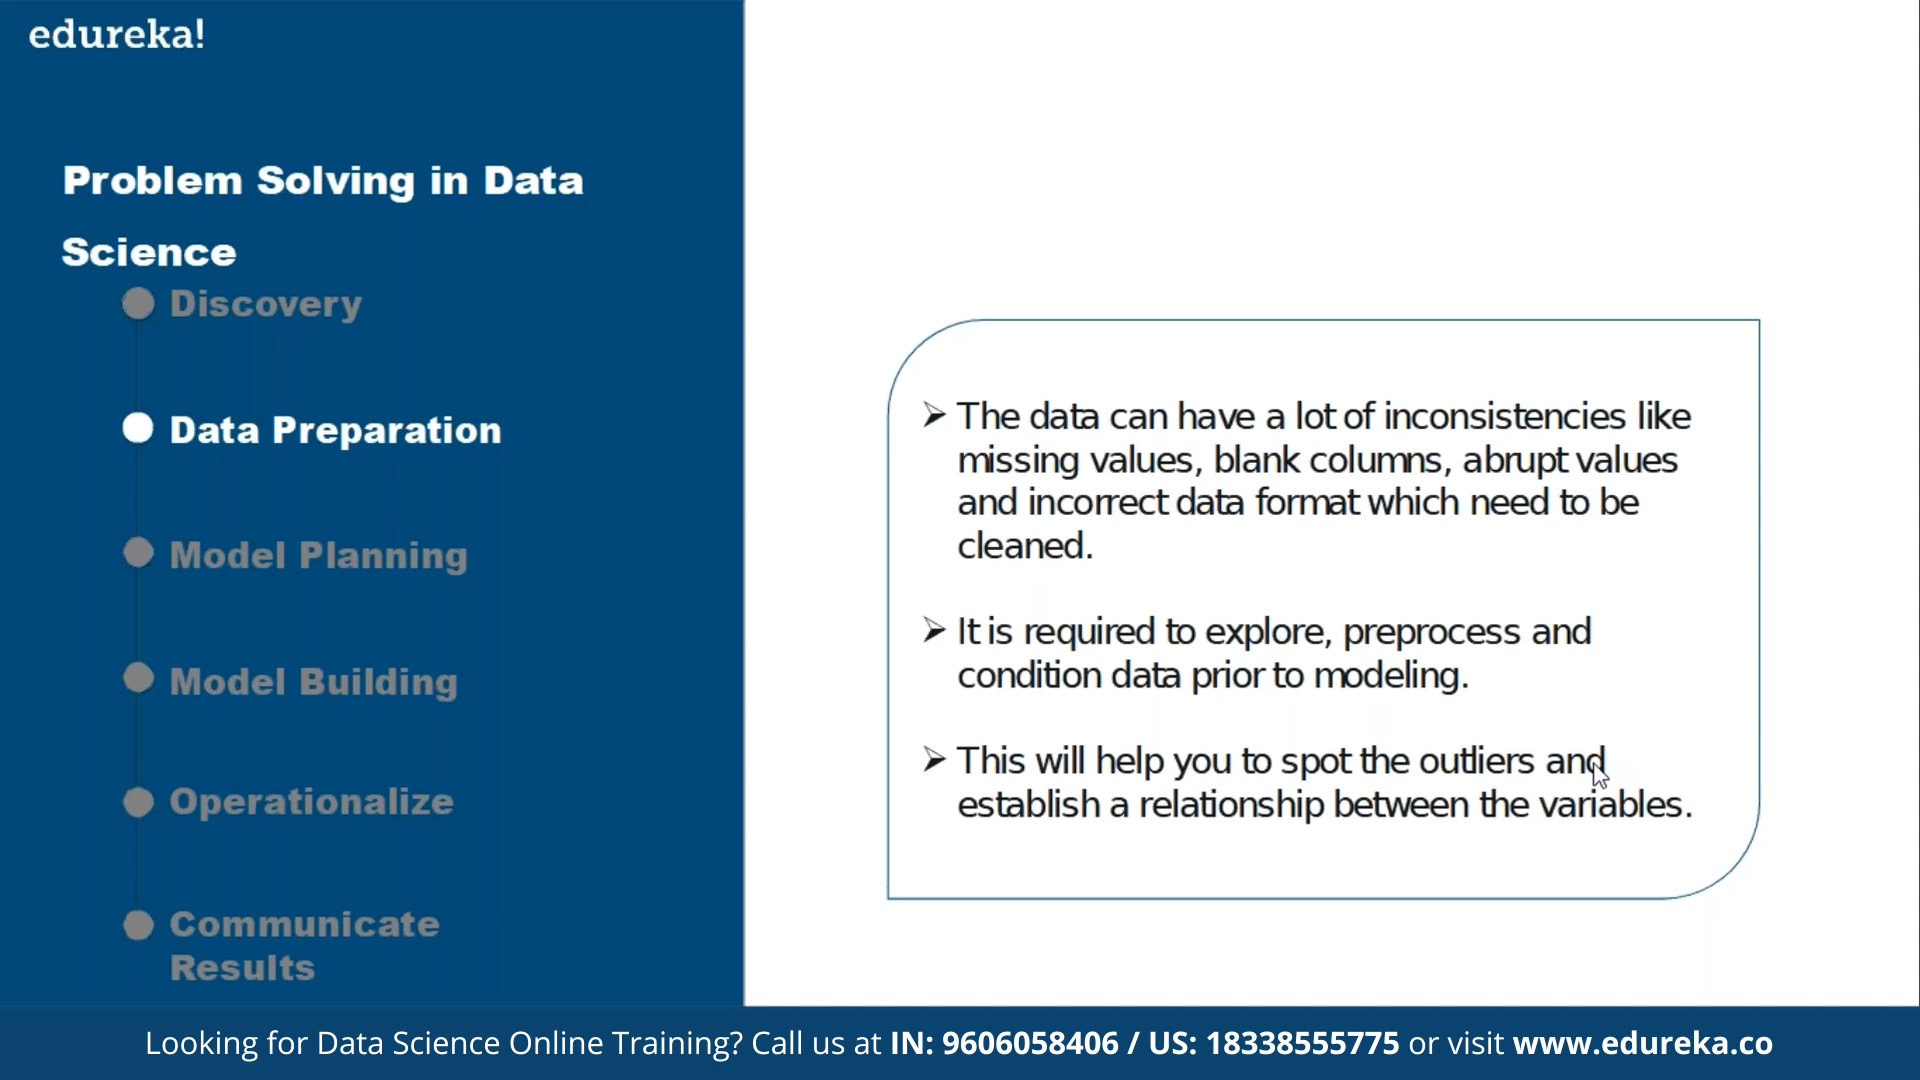 edureka!
Problem Solving in Data
Science
Discovery
Data Preparation
Model Planning
Model Building
Operationalize
Communicate
Results
➢ The data can have a lot of inconsistencies like
missing values, blank columns, abrupt values
and incorrect data format which need to be
cleaned.
➢ It is required to explore, preprocess and
condition data prior to modeling.
➢ This will help you to spot the outliers and
establish a relationship between the variables.
Looking for Data Science Online Training? Call us at IN: 9606058406 / US: 18338555775 or visit www.edureka.co